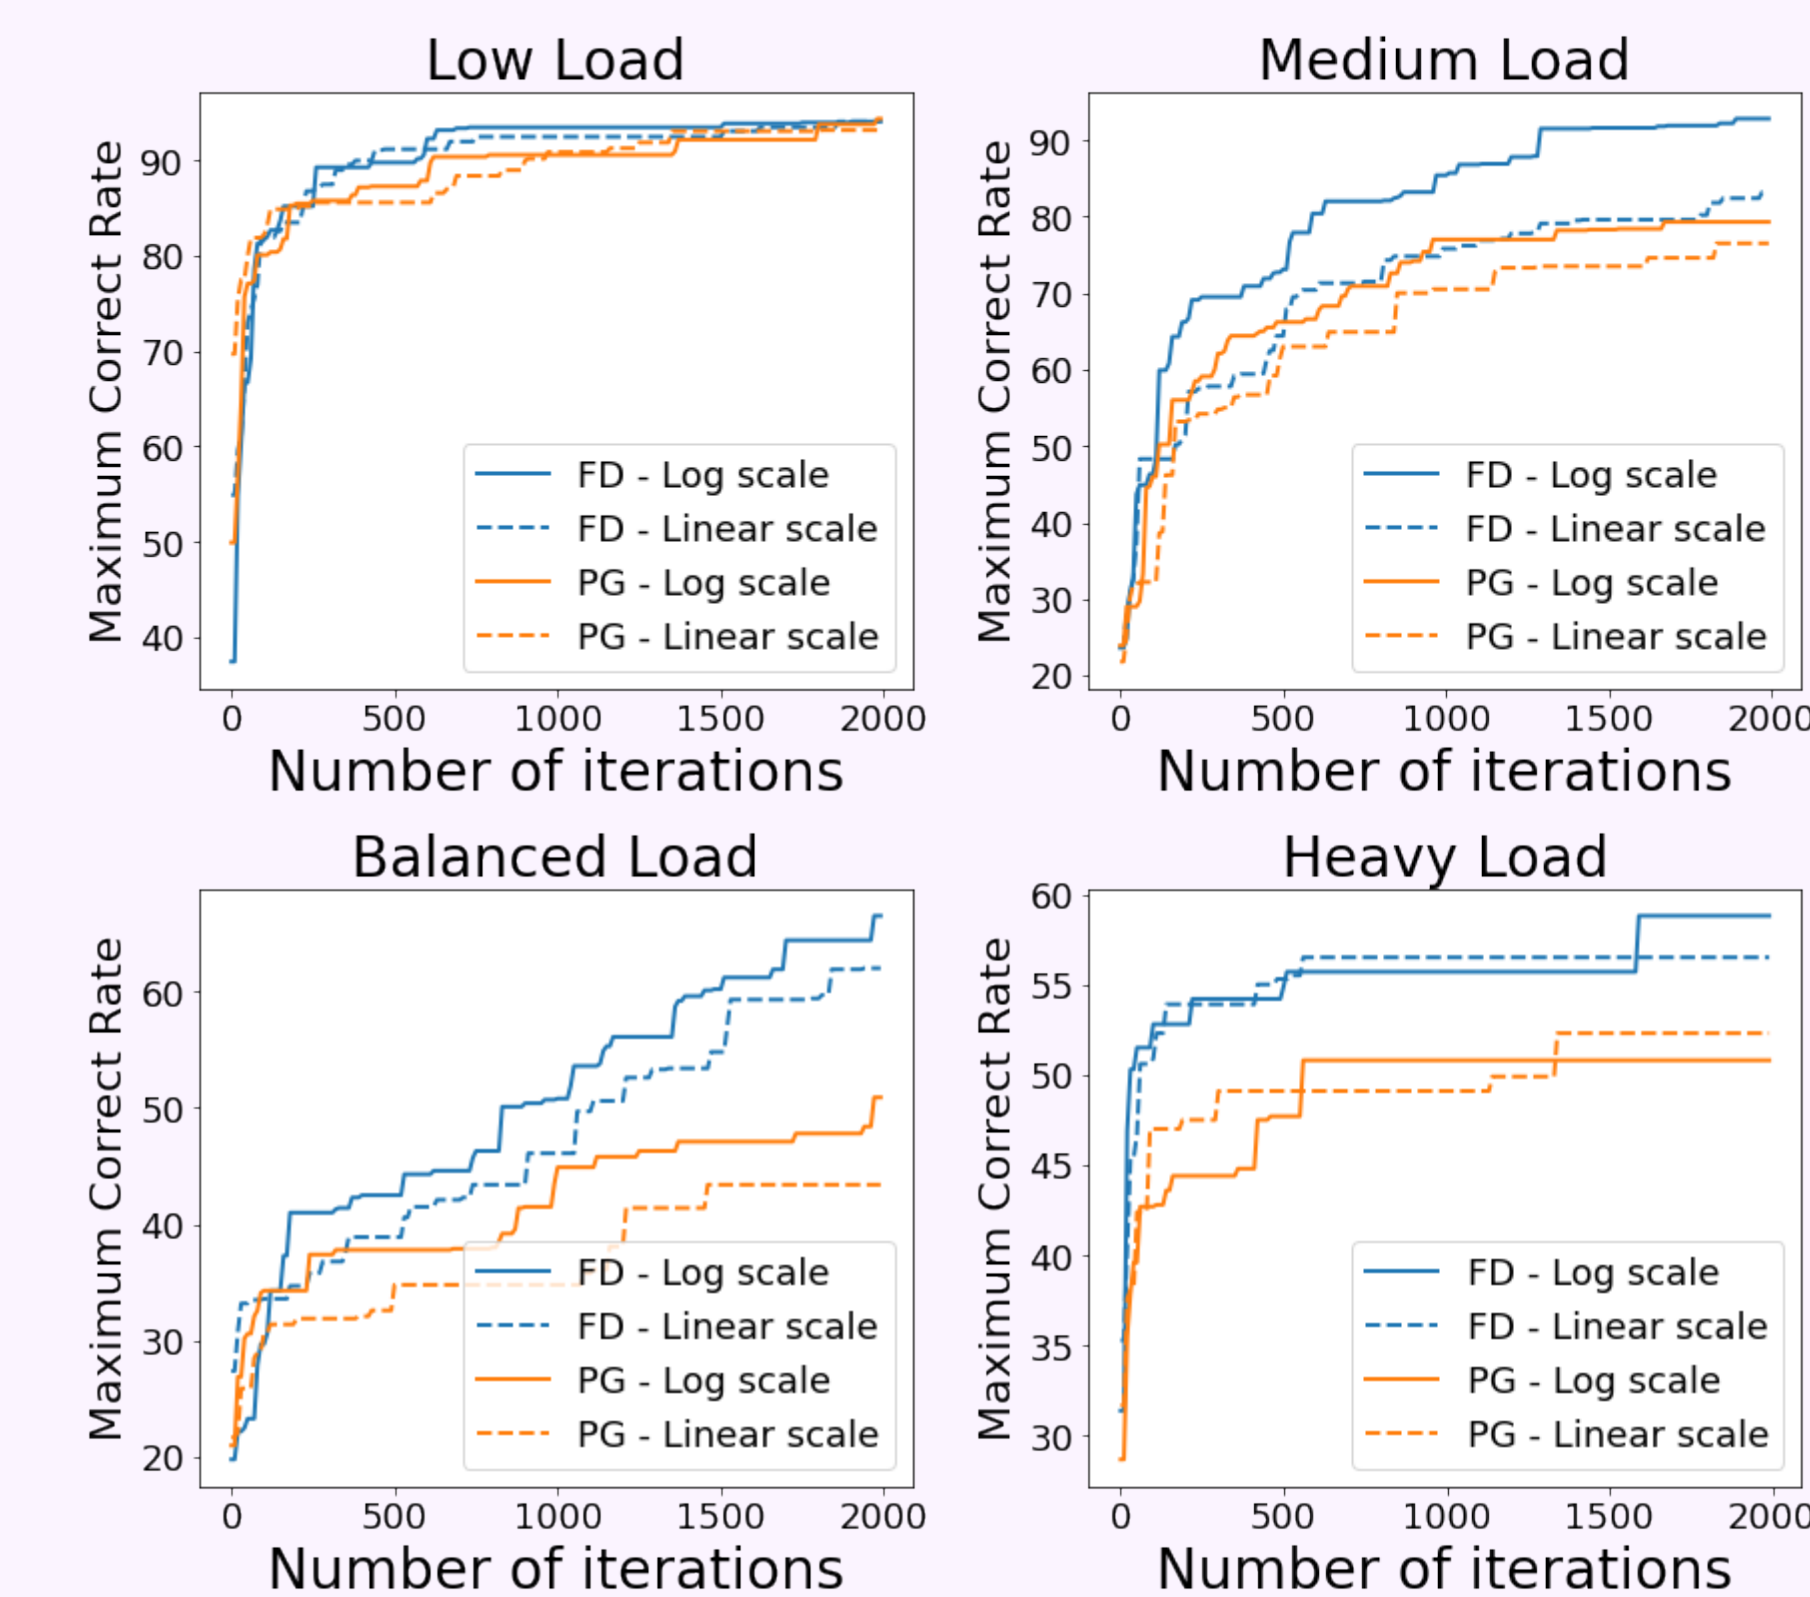 Low Load
Maximum Correct Rate
90
80
70
60
50
40
FD - Log scale
FD - Linear scale
PG - Log scale
PG - Linear scale
0 500 1000 1500 2000
Number of iterations
Medium Load
Maximum Correct Rate
90
80
70
60
50
40
30
20
FD - Log scale
FD - Linear scale
PG - Log scale
PG - Linear scale
0 500 1000 1500 2000
Number of iterations
Balanced Load
Maximum Correct Rate
60
50
40
30
20
FD - Log scale
FD - Linear scale
PG - Log scale
PG - Linear scale
0 500 1000 1500 2000
Number of iterations
Heavy Load
Maximum Correct Rate
60
55
50
45
40
35
30
FD - Log scale
FD - Linear scale
PG - Log scale
PG - Linear scale
0 500 1000 1500 2000
Number of iterations